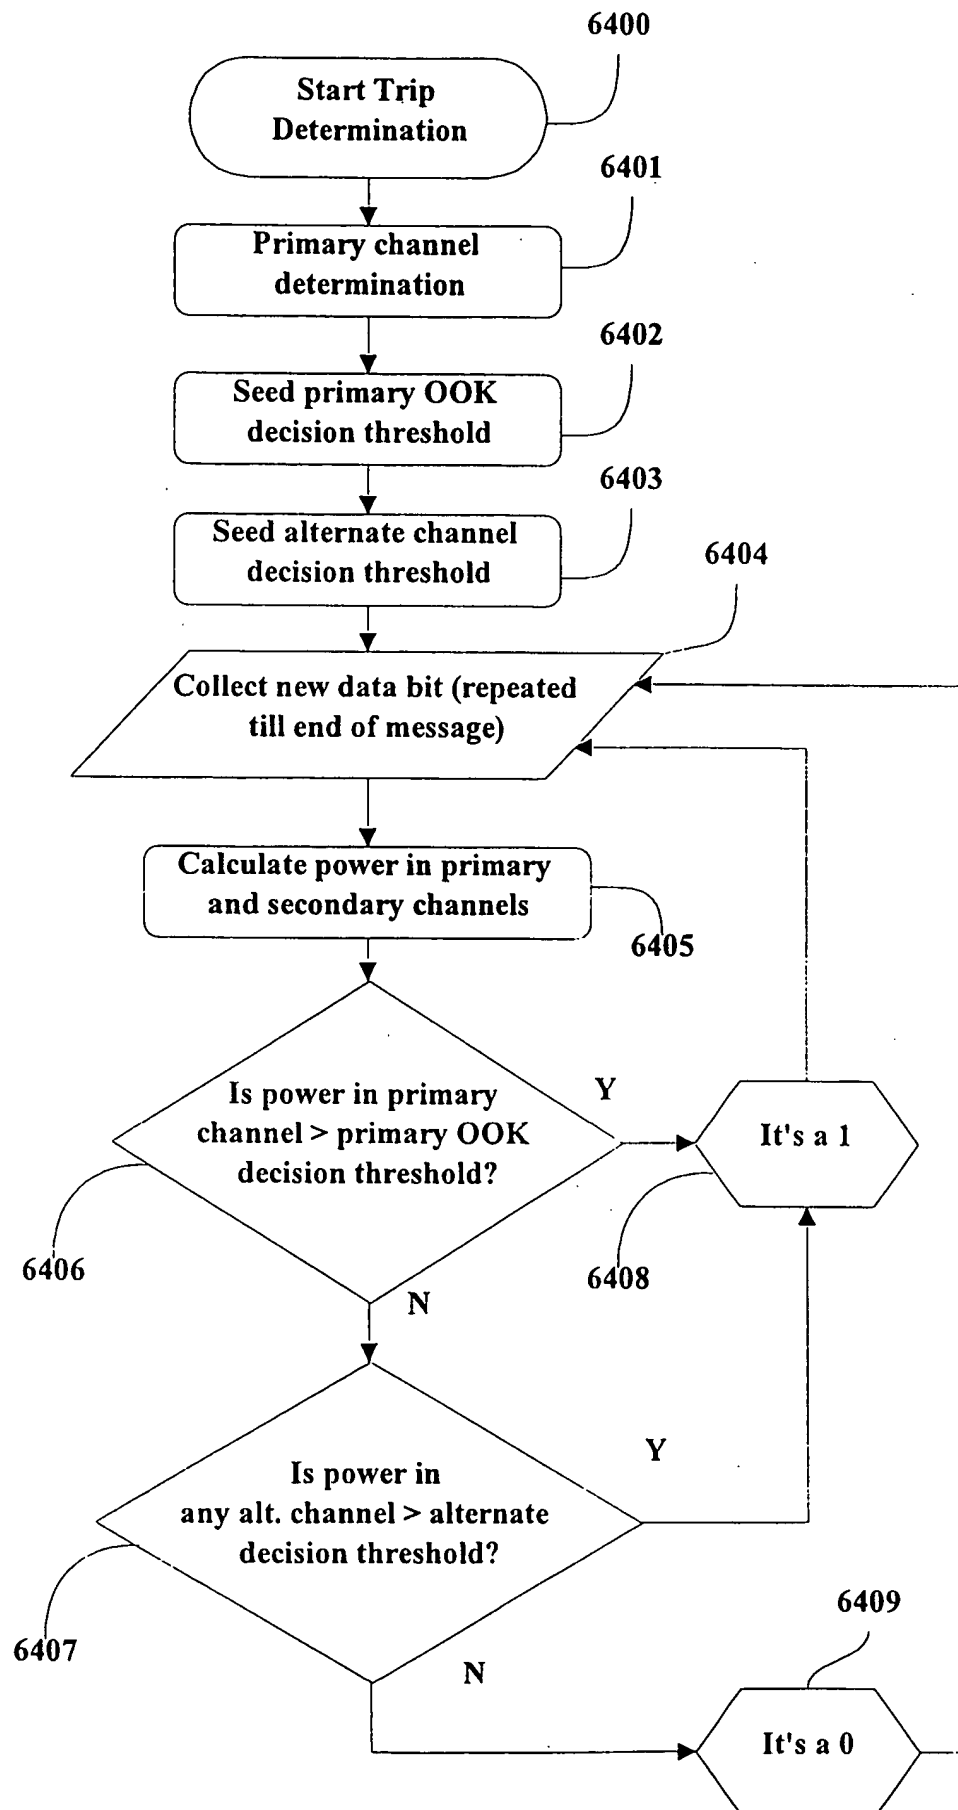 6400
Start Trip
Determination
6401
Primary channel
determination
6402
Seed primary OOK
decision threshold
6403
Seed alternate channel
decision threshold
6404
Collect new data bit (repeated
till end of message)
Calculate power in primary
and secondary channels
6405
Is power in primary
channel > primary OOK
decision threshold?
Y
It's a 1
6406
6408
N
Is power in
any alt. channel > alternate
decision threshold?
Y
6407
N
6409
It's a 0